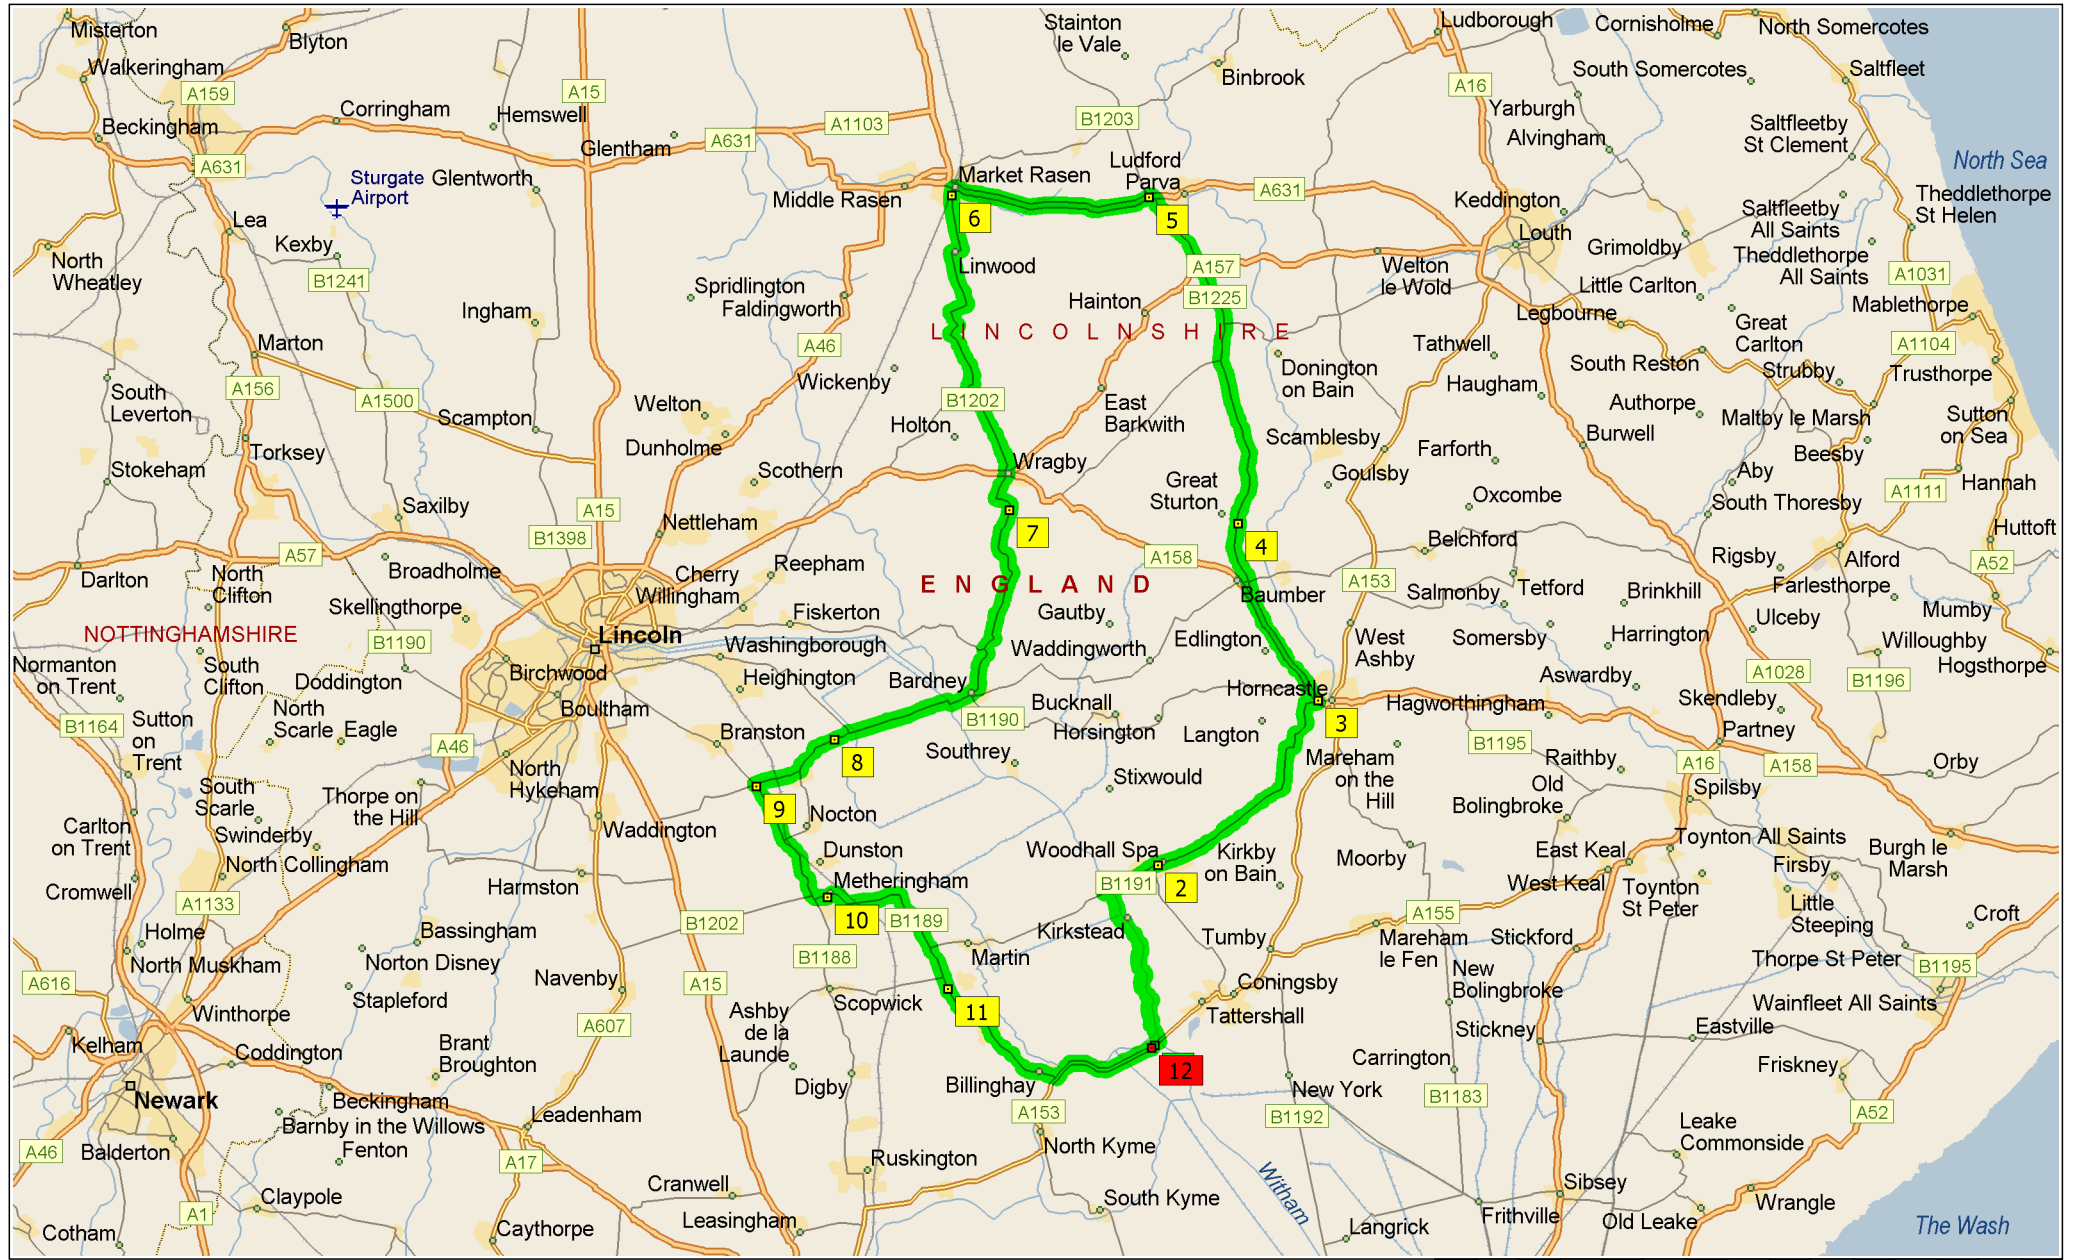 Misterton
Blyton
Stainton
le Vale
Ludborough
Cornisholme
North Somercotes
Walkeringham
Binbrook
South Somercotes
Saltfleet
A159
A15
A16
Corringham
Hemswell
Yarburgh
Beckingham
A1103
B1203
Alvingham
Saltfleetby
St Clement
A631
Glentham
A631
Ludford
Parva
North Sea
Sturgate
Airport
Glentworth
Market Rasen
A631
Middle Rasen
Keddington
Theddlethorpe
St Helen
Lea
6
5
Saltfleetby
All Saints
Kexby
Louth
Grimoldby
Theddlethorpe
All Saints
North
Wheatley
B1241
Linwood
A157
Welton
le Wold
A1031
Spridlington
Faldingworth
Hainton
B1225
Little Carlton
Mablethorpe
Ingham
LINCOLNSHIRE
Legbourne
Great
Carlton
Marton
A46
Tathwell
A1104
South
Leverton
A156
A1500
Wickenby
Donington
on Bain
South Reston
Strubby
Trusthorpe
Haugham
Scampton
Welton
B1202
East
Barkwith
Authorpe
Maltby le Marsh
Sutton
on Sea
Holton
Torksey
Dunholme
Scamblesby
Farforth
Burwell
Beesby
Stokeham
Scothern
Wragby
Goulsby
Aby
Hannah
Great
Sturton
Oxcombe
South Thoresby
A1111
Saxilby
A15
Nettleham
7
4
Belchford
Huttoft
B1398
A57
A158
Rigsby
Alford
A52
Darlton
North
Clifton
Broadholme
Cherry
Willingham
Reepham
ENGLAND
A153
Salmonby
Tetford
Brinkhill
Farlesthorpe
Skellingthorpe
Fiskerton
Gautby
Baumber
Ulceby
Mumby
NOTTINGHAMSHIRE
B1190
Lincoln
Washingborough
Waddingworth
Edlington
West
Ashby
Somersby
Harrington
Willoughby
Hogsthorpe
Normanton
on Trent
South
Clifton
Doddington
Birchwood
Heighington
Bardney
Horncastle
Aswardby
A1028
B1196
Boultham
Bucknall
Hagworthingham
Skendleby
B1164
Sutton
on
Trent
North
Scarle
Eagle
A46
Branston
B1190
Horsington
Langton
3
B1195
Partney
Southrey
8
Mareham
on the
Hill
Raithby
A16
A158
Orby
North
Hykeham
Stixwould
Old
Bolingbroke
Spilsby
South
Scarle
Thorpe on
the Hill
9
Nocton
Carlton
on Trent
Swinderby
Waddington
Toynton All Saints
North Collingham
Dunston
Woodhall Spa
Kirkby
on Bain
Moorby
East Keal
Firsby
Burgh le
Marsh
Cromwell
Harmston
Metheringham
B1191
2
West Keal
Toynton
St Peter
A1133
10
B1189
A155
Little
Steeping
Croft
Holme
Bassingham
B1202
Kirkstead
Tumby
Mareham
le Fen
Stickford
North Muskham
Norton Disney
B1188
Martin
Thorpe St Peter
B1195
A616
Navenby
A15
Coningsby
New
Bolingbroke
Stapleford
Scopwick
Wainfleet All Saints
Winthorpe
A607
Ashby
de la
Launde
11
Tattershall
Stickney
Eastville
Kelham
Coddington
Brant
Broughton
12
Carrington
Friskney
Newark
Beckingham
Digby
Billinghay
New York
B1183
Barnby in the Willows
Leadenham
A153
B1192
A52
Leake
Commonside
A46
Balderton
Fenton
North Kyme
A17
Ruskington
Witham
Claypole
Cranwell
South Kyme
Sibsey
Wrangle
A1
Cotham
Caythorpe
Leasingham
Langrick
Frithville
Old Leake
The Wash